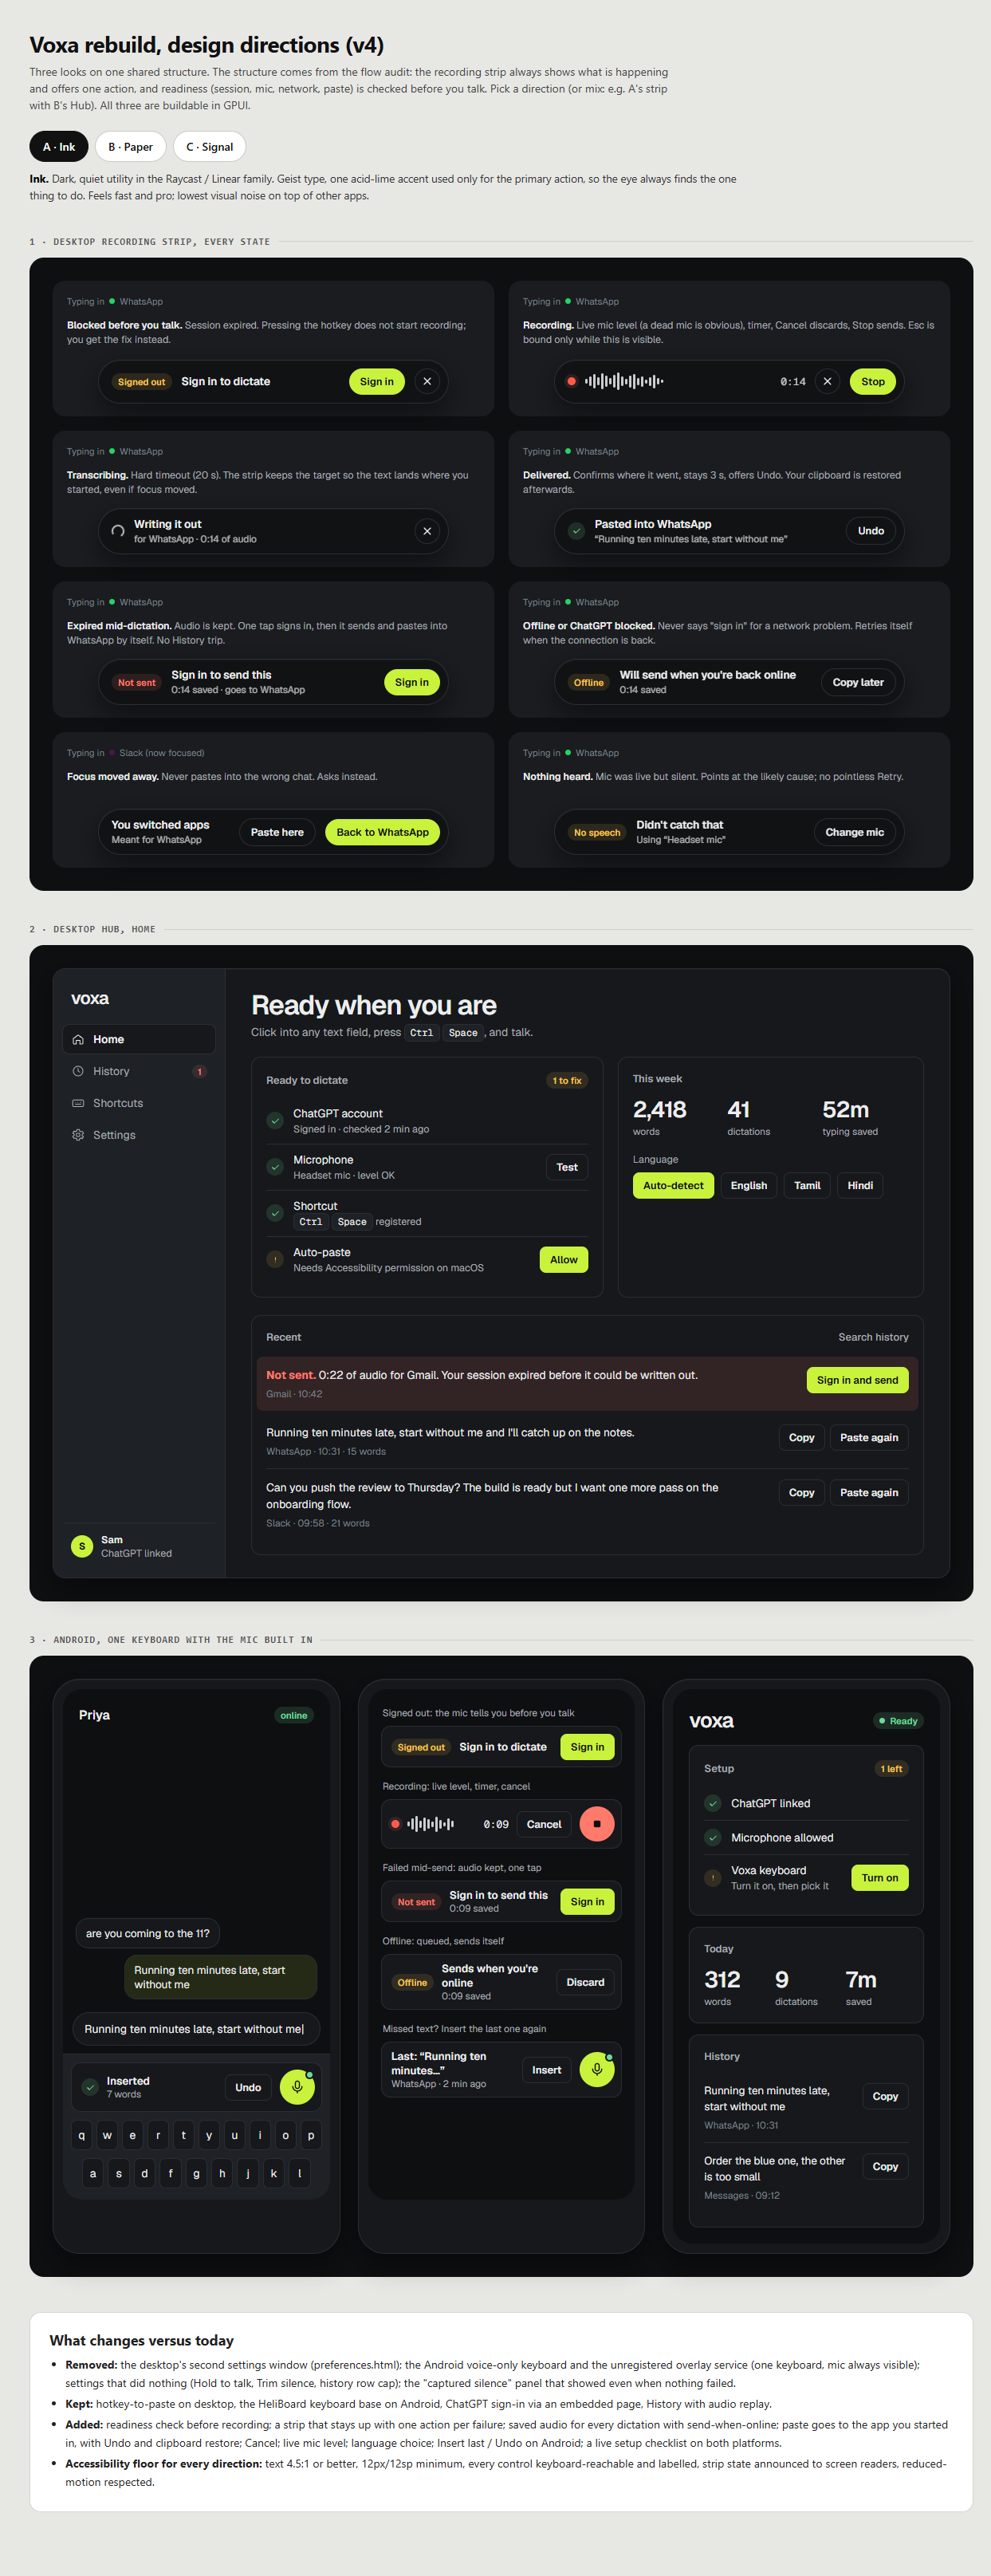 Voxa rebuild, design directions (v4)
Three looks on one shared structure. The structure comes from the flow audit: the recording strip always shows what is happening
and offers one action, and readiness (session, mic, network, paste) is checked before you talk. Pick a direction (or mix: e.g. A's strip
with B's Hub). All three are buildable in GPUI.
A · Ink
B · Paper
C · Signal
Ink. Dark, quiet utility in the Raycast / Linear family. Geist type, one acid-lime accent used only for the primary action, so the eye always finds the one
thing to do. Feels fast and pro; lowest visual noise on top of other apps.
1 · DESKTOP RECORDING STRIP, EVERY STATE
Typing in WhatsApp
Blocked before you talk. Session expired. Pressing the hotkey does not start recording;
you get the fix instead.
Signed out Sign in to dictate Sign in
Typing in WhatsApp
Recording. Live mic level (a dead mic is obvious), timer, Cancel discards, Stop sends. Esc is
bound only while this is visible.
0:14 Stop
Typing in WhatsApp
Transcribing. Hard timeout (20 s). The strip keeps the target so the text lands where you
started, even if focus moved.
Writing it out
for WhatsApp · 0:14 of audio
Typing in WhatsApp
Delivered. Confirms where it went, stays 3 s, offers Undo. Your clipboard is restored
afterwards.
Pasted into WhatsApp
"Running ten minutes late, start without me"
Undo
Typing in WhatsApp
Expired mid-dictation. Audio is kept. One tap signs in, then it sends and pastes into
WhatsApp by itself. No History trip.
Not sent
Sign in to send this
0:14 saved · goes to WhatsApp
Sign in
Typing in WhatsApp
Offline or ChatGPT blocked. Never says "sign in" for a network problem. Retries itself
when the connection is back.
Offline
Will send when you're back online
0:14 saved
Copy later
Typing in Slack (now focused)
Focus moved away. Never pastes into the wrong chat. Asks instead.
You switched apps
Meant for WhatsApp
Paste here
Back to WhatsApp
Typing in WhatsApp
Nothing heard. Mic was live but silent. Points at the likely cause; no pointless Retry.
No speech
Didn't catch that
Using "Headset mic"
Change mic
2 · DESKTOP HUB, HOME
voxa
Home
History 1
Shortcuts
Settings
S
Sam
ChatGPT linked
Ready when you are
Click into any text field, press Ctrl Space, and talk.
Ready to dictate 1 to fix
ChatGPT account
Signed in · checked 2 min ago
Microphone
Headset mic · level OK
Test
Shortcut
Ctrl Space registered
!
Auto-paste
Needs Accessibility permission on macOS
Allow
This week
2,418 41 52m
words dictations typing saved
Language
Auto-detect English Tamil Hindi
Recent Search history
Not sent. 0:22 of audio for Gmail. Your session expired before it could be written out.
Gmail · 10:42
Sign in and send
Running ten minutes late, start without me and I'll catch up on the notes.
WhatsApp · 10:31 · 15 words
Copy Paste again
Can you push the review to Thursday? The build is ready but I want one more pass on the
onboarding flow.
Slack · 09:58 · 21 words
Copy Paste again
3 · ANDROID, ONE KEYBOARD WITH THE MIC BUILT IN
Priya online
are you coming to the 11?
Running ten minutes late, start
without me
Running ten minutes late, start without me|
Inserted
7 words
Undo
q w e r t y u i o p
a s d f g h j k l
Signed out: the mic tells you before you talk
Signed out Sign in to dictate Sign in
Recording: live level, timer, cancel
0:09 Cancel
Failed mid-send: audio kept, one tap
Not sent
Sign in to send this
0:09 saved
Sign in
Offline: queued, sends itself
Offline
Sends when you're
online
0:09 saved
Discard
Missed text? Insert the last one again
Last: "Running ten
minutes…"
WhatsApp · 2 min ago
Insert
voxa Ready
Setup 1 left
ChatGPT linked
Microphone allowed
!
Voxa keyboard
Turn it on, then pick it
Turn on
Today
312 9 7m
words dictations saved
History
Running ten minutes late,
start without me
WhatsApp · 10:31
Copy
Order the blue one, the other
is too small
Messages · 09:12
Copy
What changes versus today
• Removed: the desktop's second settings window (preferences.html); the Android voice-only keyboard and the unregistered overlay service (one keyboard, mic always visible);
settings that did nothing (Hold to talk, Trim silence, history row cap); the "captured silence" panel that showed even when nothing failed.
• Kept: hotkey-to-paste on desktop, the HeliBoard keyboard base on Android, ChatGPT sign-in via an embedded page, History with audio replay.
• Added: readiness check before recording; a strip that stays up with one action per failure; saved audio for every dictation with send-when-online; paste goes to the app you started
in, with Undo and clipboard restore; Cancel; live mic level; language choice; Insert last / Undo on Android; a live setup checklist on both platforms.
• Accessibility floor for every direction: text 4.5:1 or better, 12px/12sp minimum, every control keyboard-reachable and labelled, strip state announced to screen readers, reduced-
motion respected.